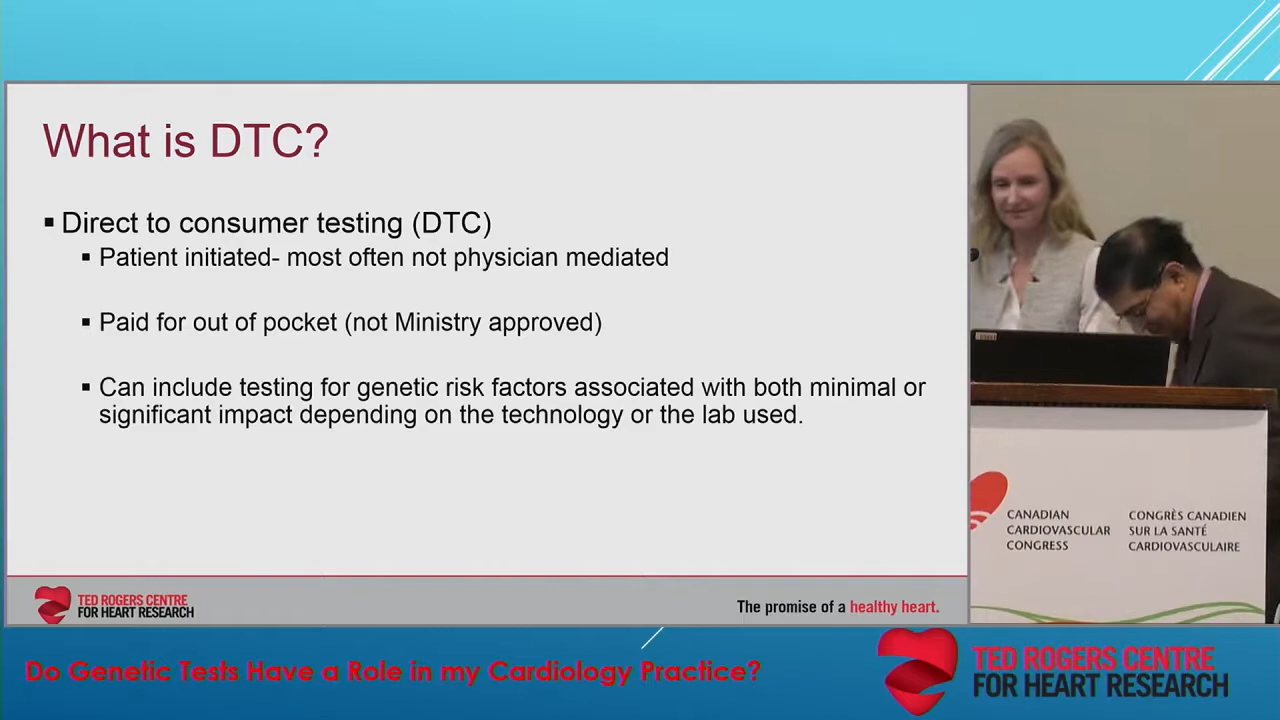 What is DTC?
▪ Direct to consumer testing (DTC)
▪ Patient initiated- most often not physician mediated
▪ Paid for out of pocket (not Ministry approved)
▪ Can include testing for genetic risk factors associated with both minimal or
significant impact depending on the technology or the lab used.
TED ROGERS CENTRE
FOR HEART RESEARCH
The promise of a healthy heart.
CANADIAN
CARDIOVASCULAR
CONGRESS
CONGRÈS CANADIEN
SUR LA SANTÉ
CARDIOVASCULAIRE
Do Genetic Tests Have a Role in my Cardiology Practice?
TED ROGERS CENTRE
FOR HEART RESEARCH